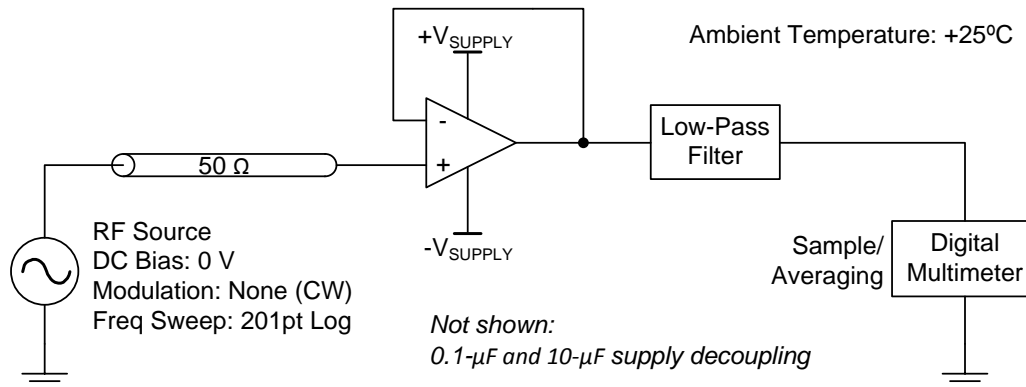 +VSUPPLY
Ambient Temperature: +25ºC
-
+
Low-Pass
Filter
50 Ω
-VSUPPLY
RF Source
DC Bias: 0 V
Modulation: None (CW)
Freq Sweep: 201pt Log
Sample/
Averaging
Digital
Multimeter
Not shown:
0.1-µF and 10-µF supply decoupling